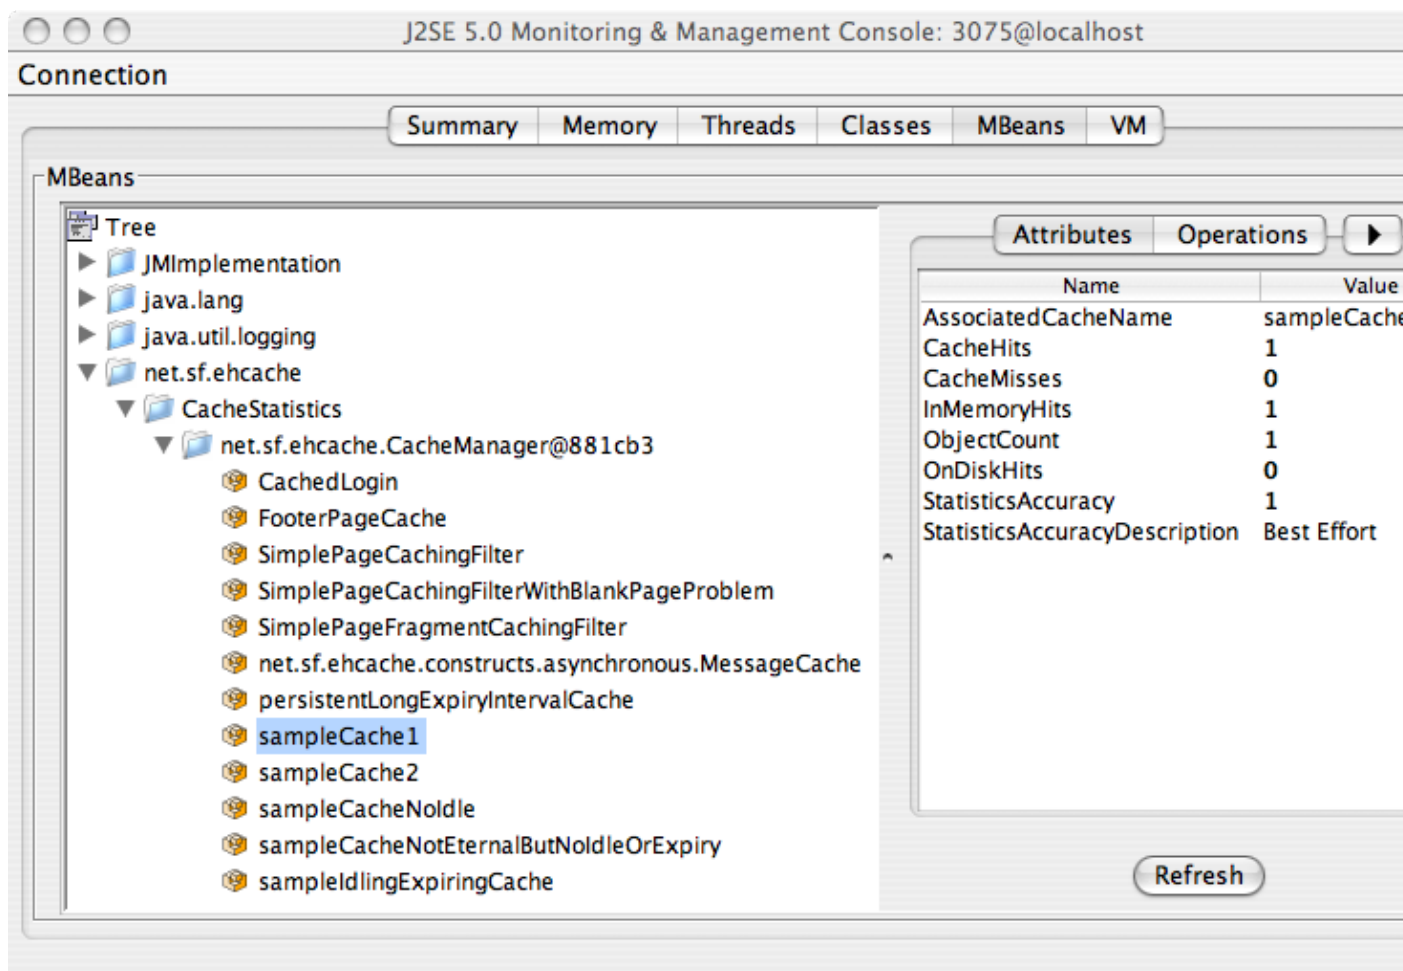 J2SE 5.0 Monitoring & Management Console: 3075@localhost
Connection
Summary Memory Threads Classes MBeans VM
MBeans
Tree
JMImplementation
java.lang
java.util.logging
net.sf.ehcache
CacheStatistics
net.sf.ehcache.CacheManager@881cb3
CachedLogin
FooterPageCache
SimplePageCachingFilter
SimplePageCachingFilterWithBlankPageProblem
SimplePageFragmentCachingFilter
net.sf.ehcache.constructs.asynchronous.MessageCache
persistentLongExpiryIntervalCache
sampleCache1
sampleCache2
sampleCacheNoIdle
sampleCacheNotEternalButNoIdleOrExpiry
sampleIdlingExpiringCache
Attributes Operations
Name Value
AssociatedCacheName sampleCache
CacheHits 1
CacheMisses 0
InMemoryHits 1
ObjectCount 1
OnDiskHits 0
StatisticsAccuracy 1
StatisticsAccuracyDescription Best Effort
Refresh